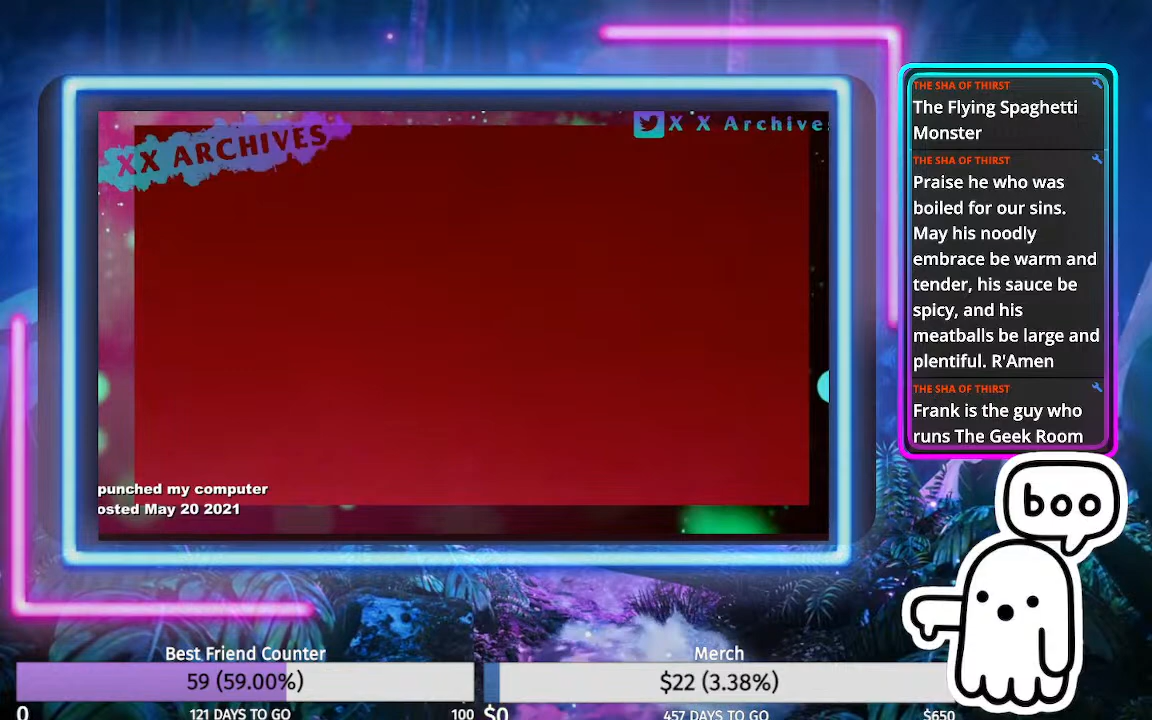 XX ARCHIVES
X X Archive
punched my computer
osted May 20 2021
THE SHA OF THIRST
The Flying Spaghetti
Monster
THE SHA OF THIRST
Praise he who was
boiled for our sins.
May his noodly
embrace be warm and
tender, his sauce be
spicy, and his
meatballs be large and
plentiful. R'Amen
THE SHA OF THIRST
Frank is the guy who
runs The Geek Room
boo
Best Friend Counter
59 (59.00%)
0 121 DAYS TO GO 100
Merch
$22 (3.38%)
$0 457 DAYS TO GO $650